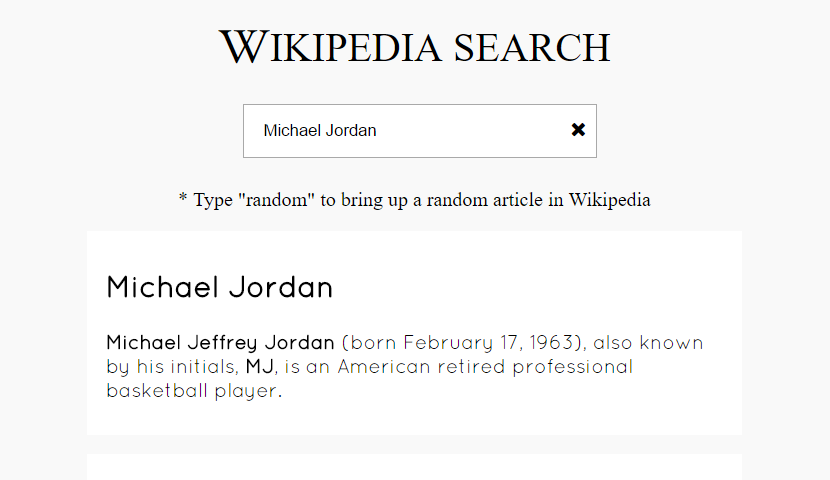 WIKIPEDIA SEARCH
Michael Jordan
* Type "random" to bring up a random article in Wikipedia
Michael Jordan
Michael Jeffrey Jordan (born February 17, 1963), also known
by his initials, MJ, is an American retired professional
basketball player.